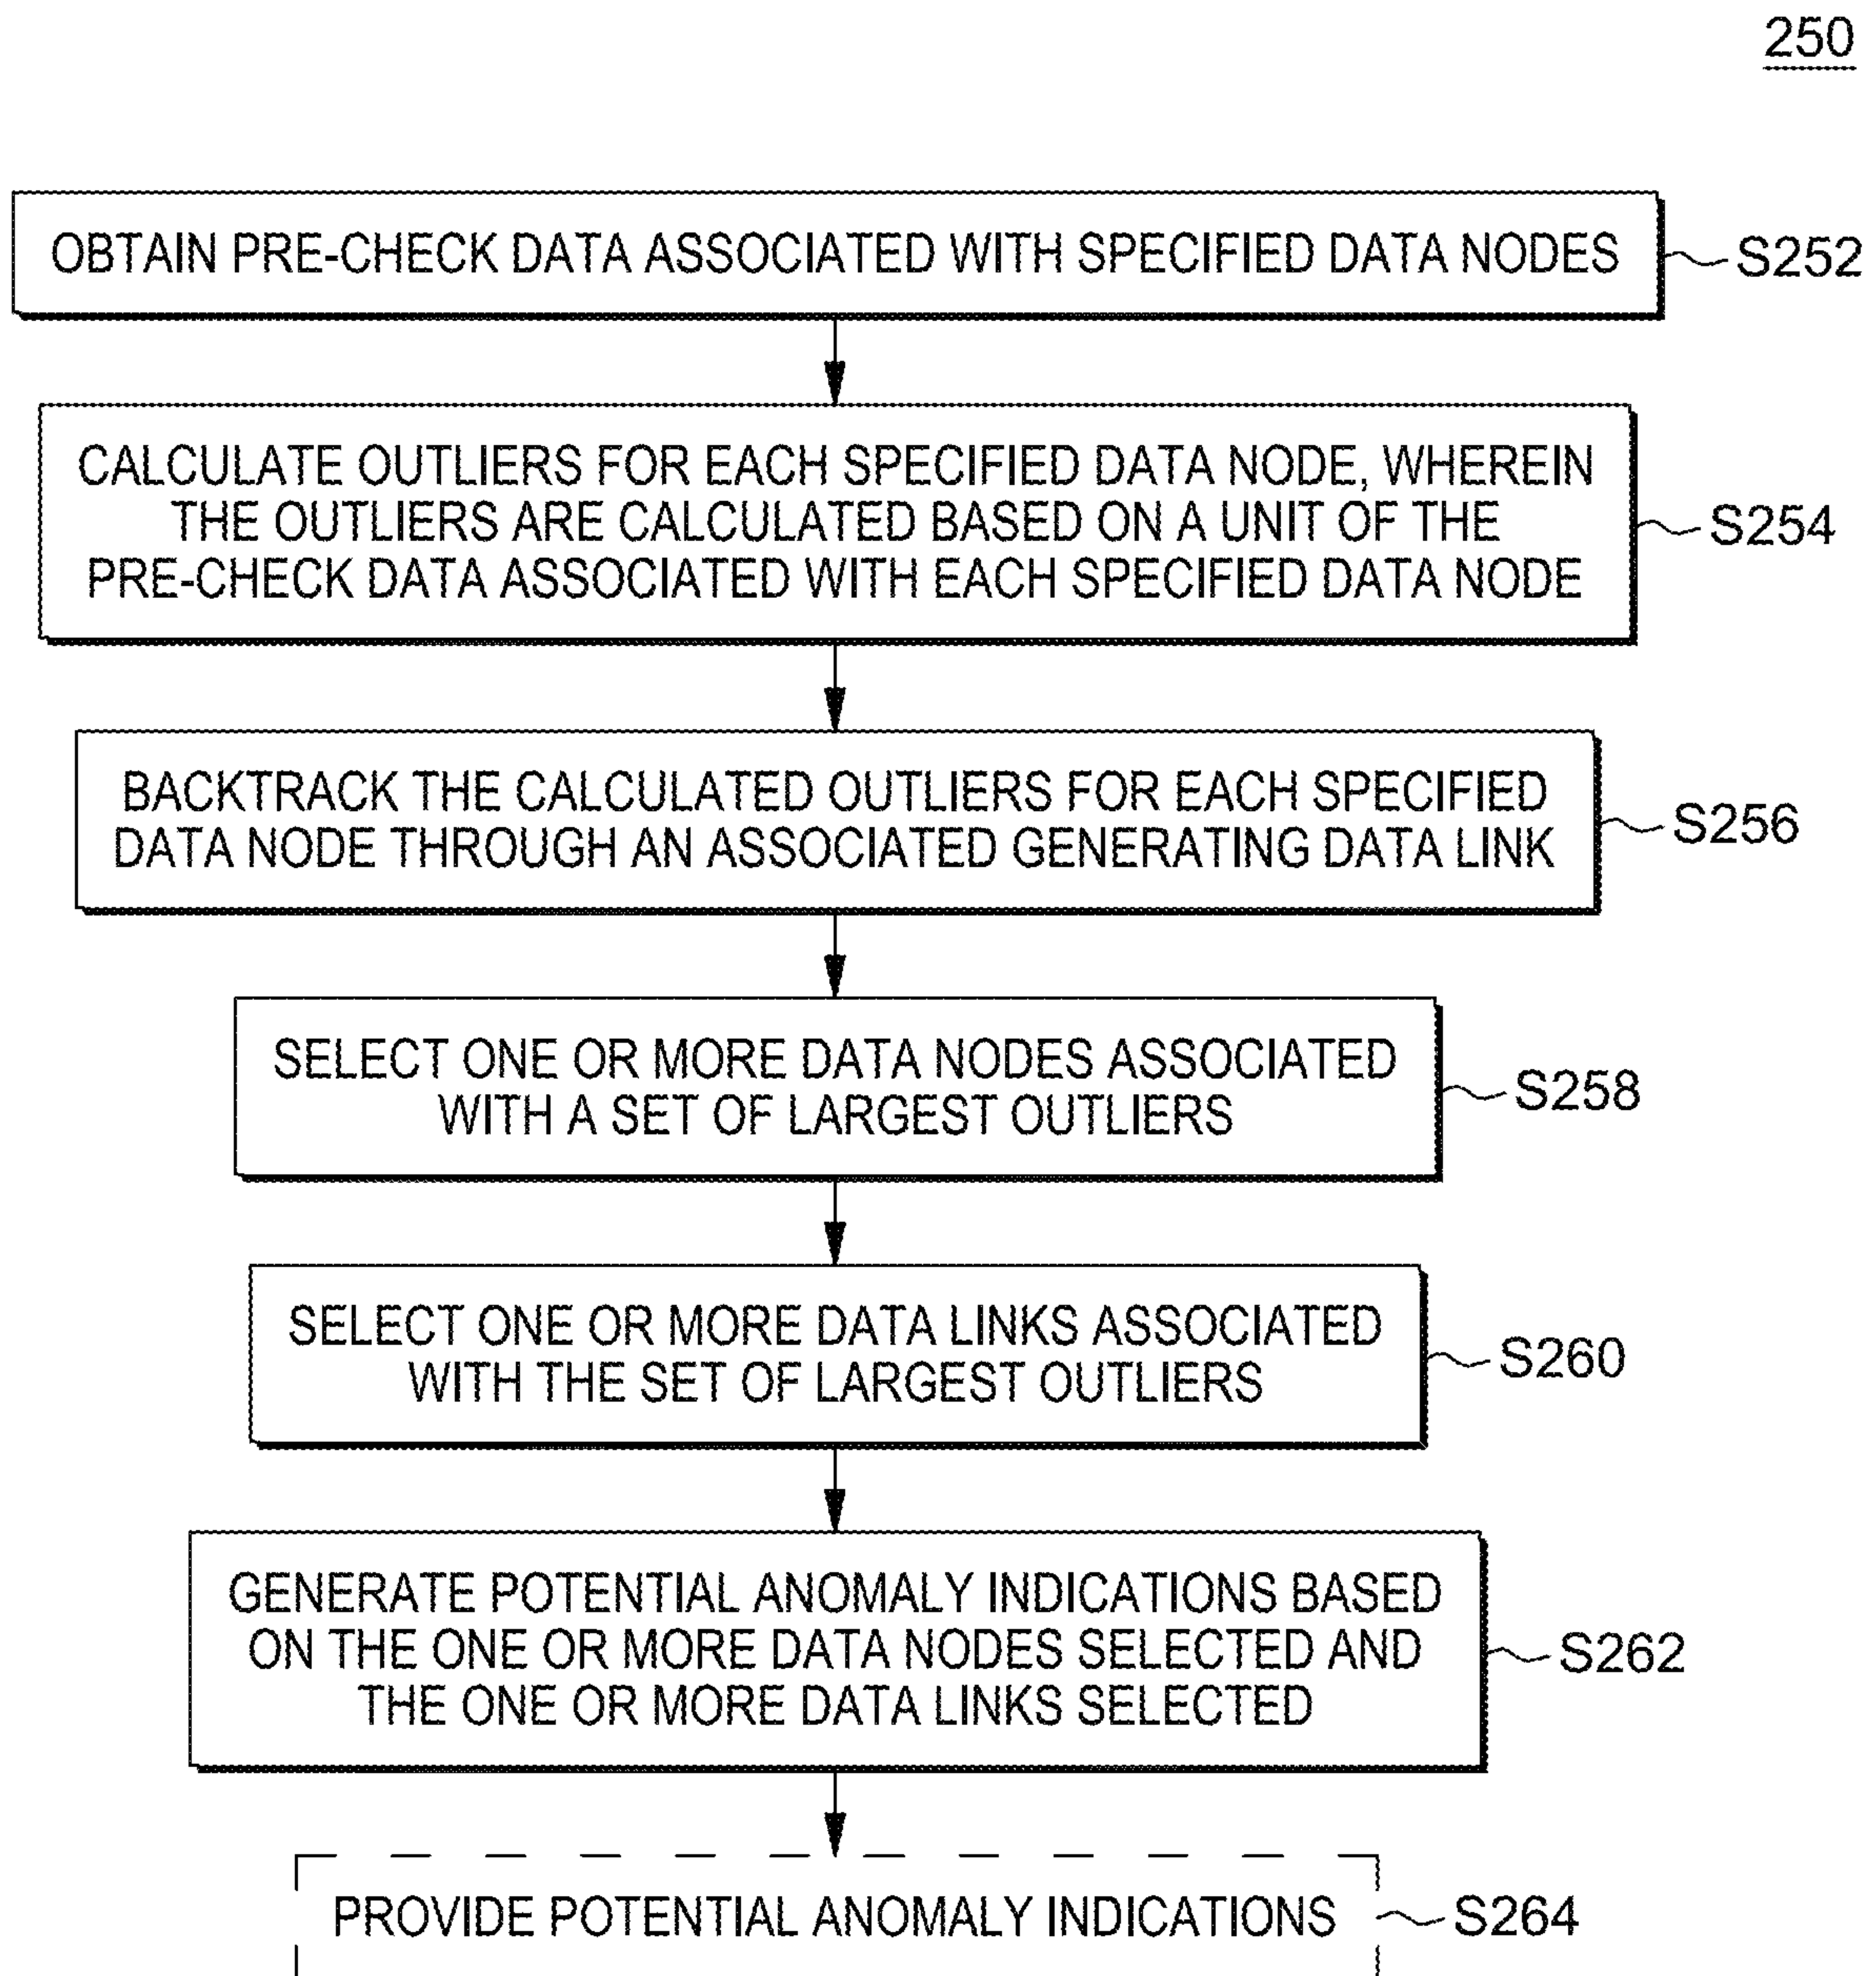 250
OBTAIN PRE-CHECK DATA ASSOCIATED WITH SPECIFIED DATA NODES
S252
CALCULATE OUTLIERS FOR EACH SPECIFIED DATA NODE, WHEREIN
THE OUTLIERS ARE CALCULATED BASED ON A UNIT OF THE
PRE-CHECK DATA ASSOCIATED WITH EACH SPECIFIED DATA NODE
S254
BACKTRACK THE CALCULATED OUTLIERS FOR EACH SPECIFIED
DATA NODE THROUGH AN ASSOCIATED GENERATING DATA LINK
S256
SELECT ONE OR MORE DATA NODES ASSOCIATED
WITH A SET OF LARGEST OUTLIERS
S258
SELECT ONE OR MORE DATA LINKS ASSOCIATED
WITH THE SET OF LARGEST OUTLIERS
S260
GENERATE POTENTIAL ANOMALY INDICATIONS BASED
ON THE ONE OR MORE DATA NODES SELECTED AND
THE ONE OR MORE DATA LINKS SELECTED
S262
PROVIDE POTENTIAL ANOMALY INDICATIONS
S264